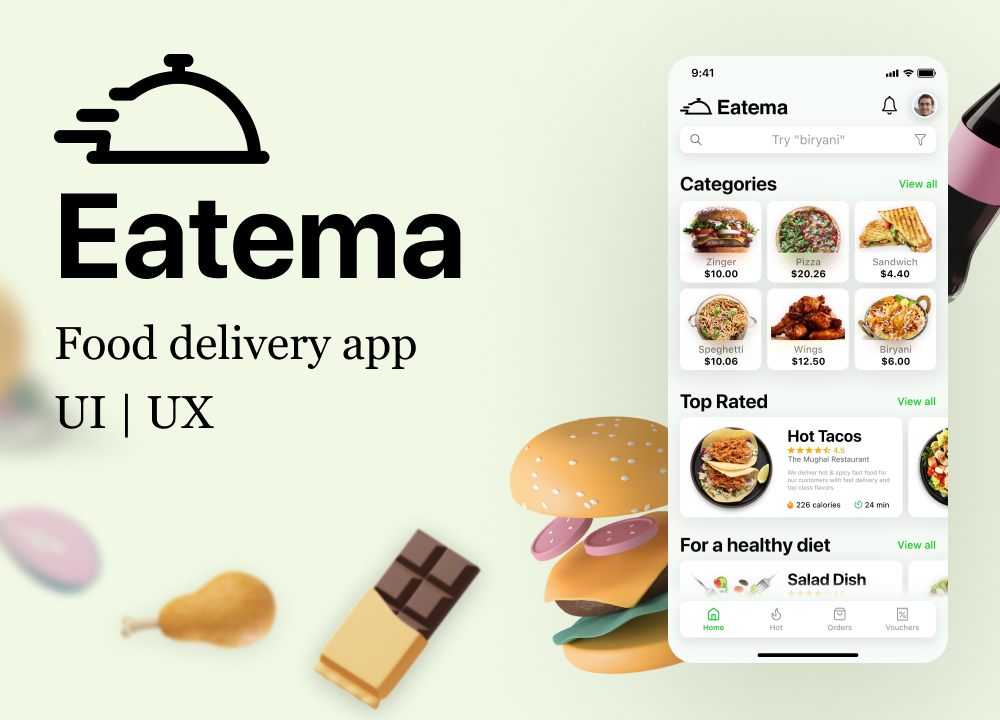 Eatema
Food delivery app
UI | UX
9:41
Eatema
Try "biryani"
Categories
View all
Zinger
$10.00
Pizza
$20.26
Sandwich
$4.40
Speghetti
$10.06
Wings
$12.50
Biryani
$6.00
Top Rated
View all
Hot Tacos
4.5
The Mughal Restaurant
We deliver hot & spicy fast food for
our customers with fast delivery and
top class flavors.
226 calories
24 min
For a healthy diet
View all
Salad Dish
4.0
Home
Hot
Orders
Vouchers